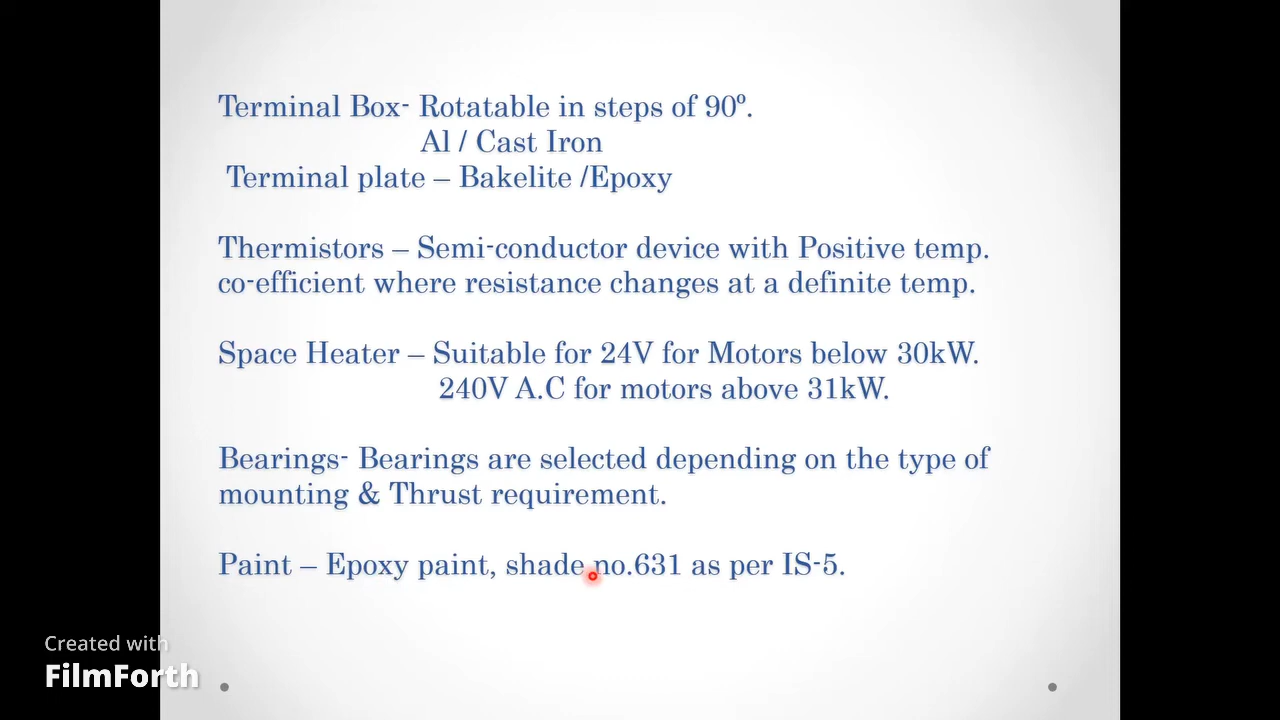 Terminal Box- Rotatable in steps of 90º.
Al / Cast Iron
Terminal plate – Bakelite /Epoxy
Thermistors – Semi-conductor device with Positive temp.
co-efficient where resistance changes at a definite temp.
Space Heater – Suitable for 24V for Motors below 30kW.
240V A.C for motors above 31kW.
Bearings- Bearings are selected depending on the type of
mounting & Thrust requirement.
Paint – Epoxy paint, shade no.631 as per IS-5.
Created with
FilmForth